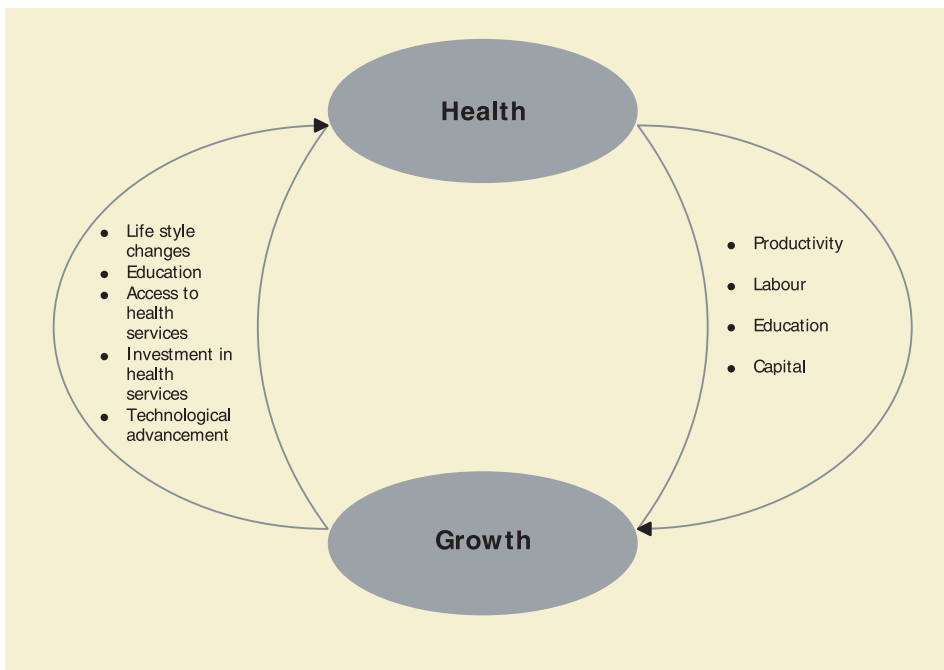 Health
● Life style
changes
● Education
● Access to
health
services
● Investment in
health
services
● Technological
advancement
● Productivity
● Labour
● Education
● Capital
Growth